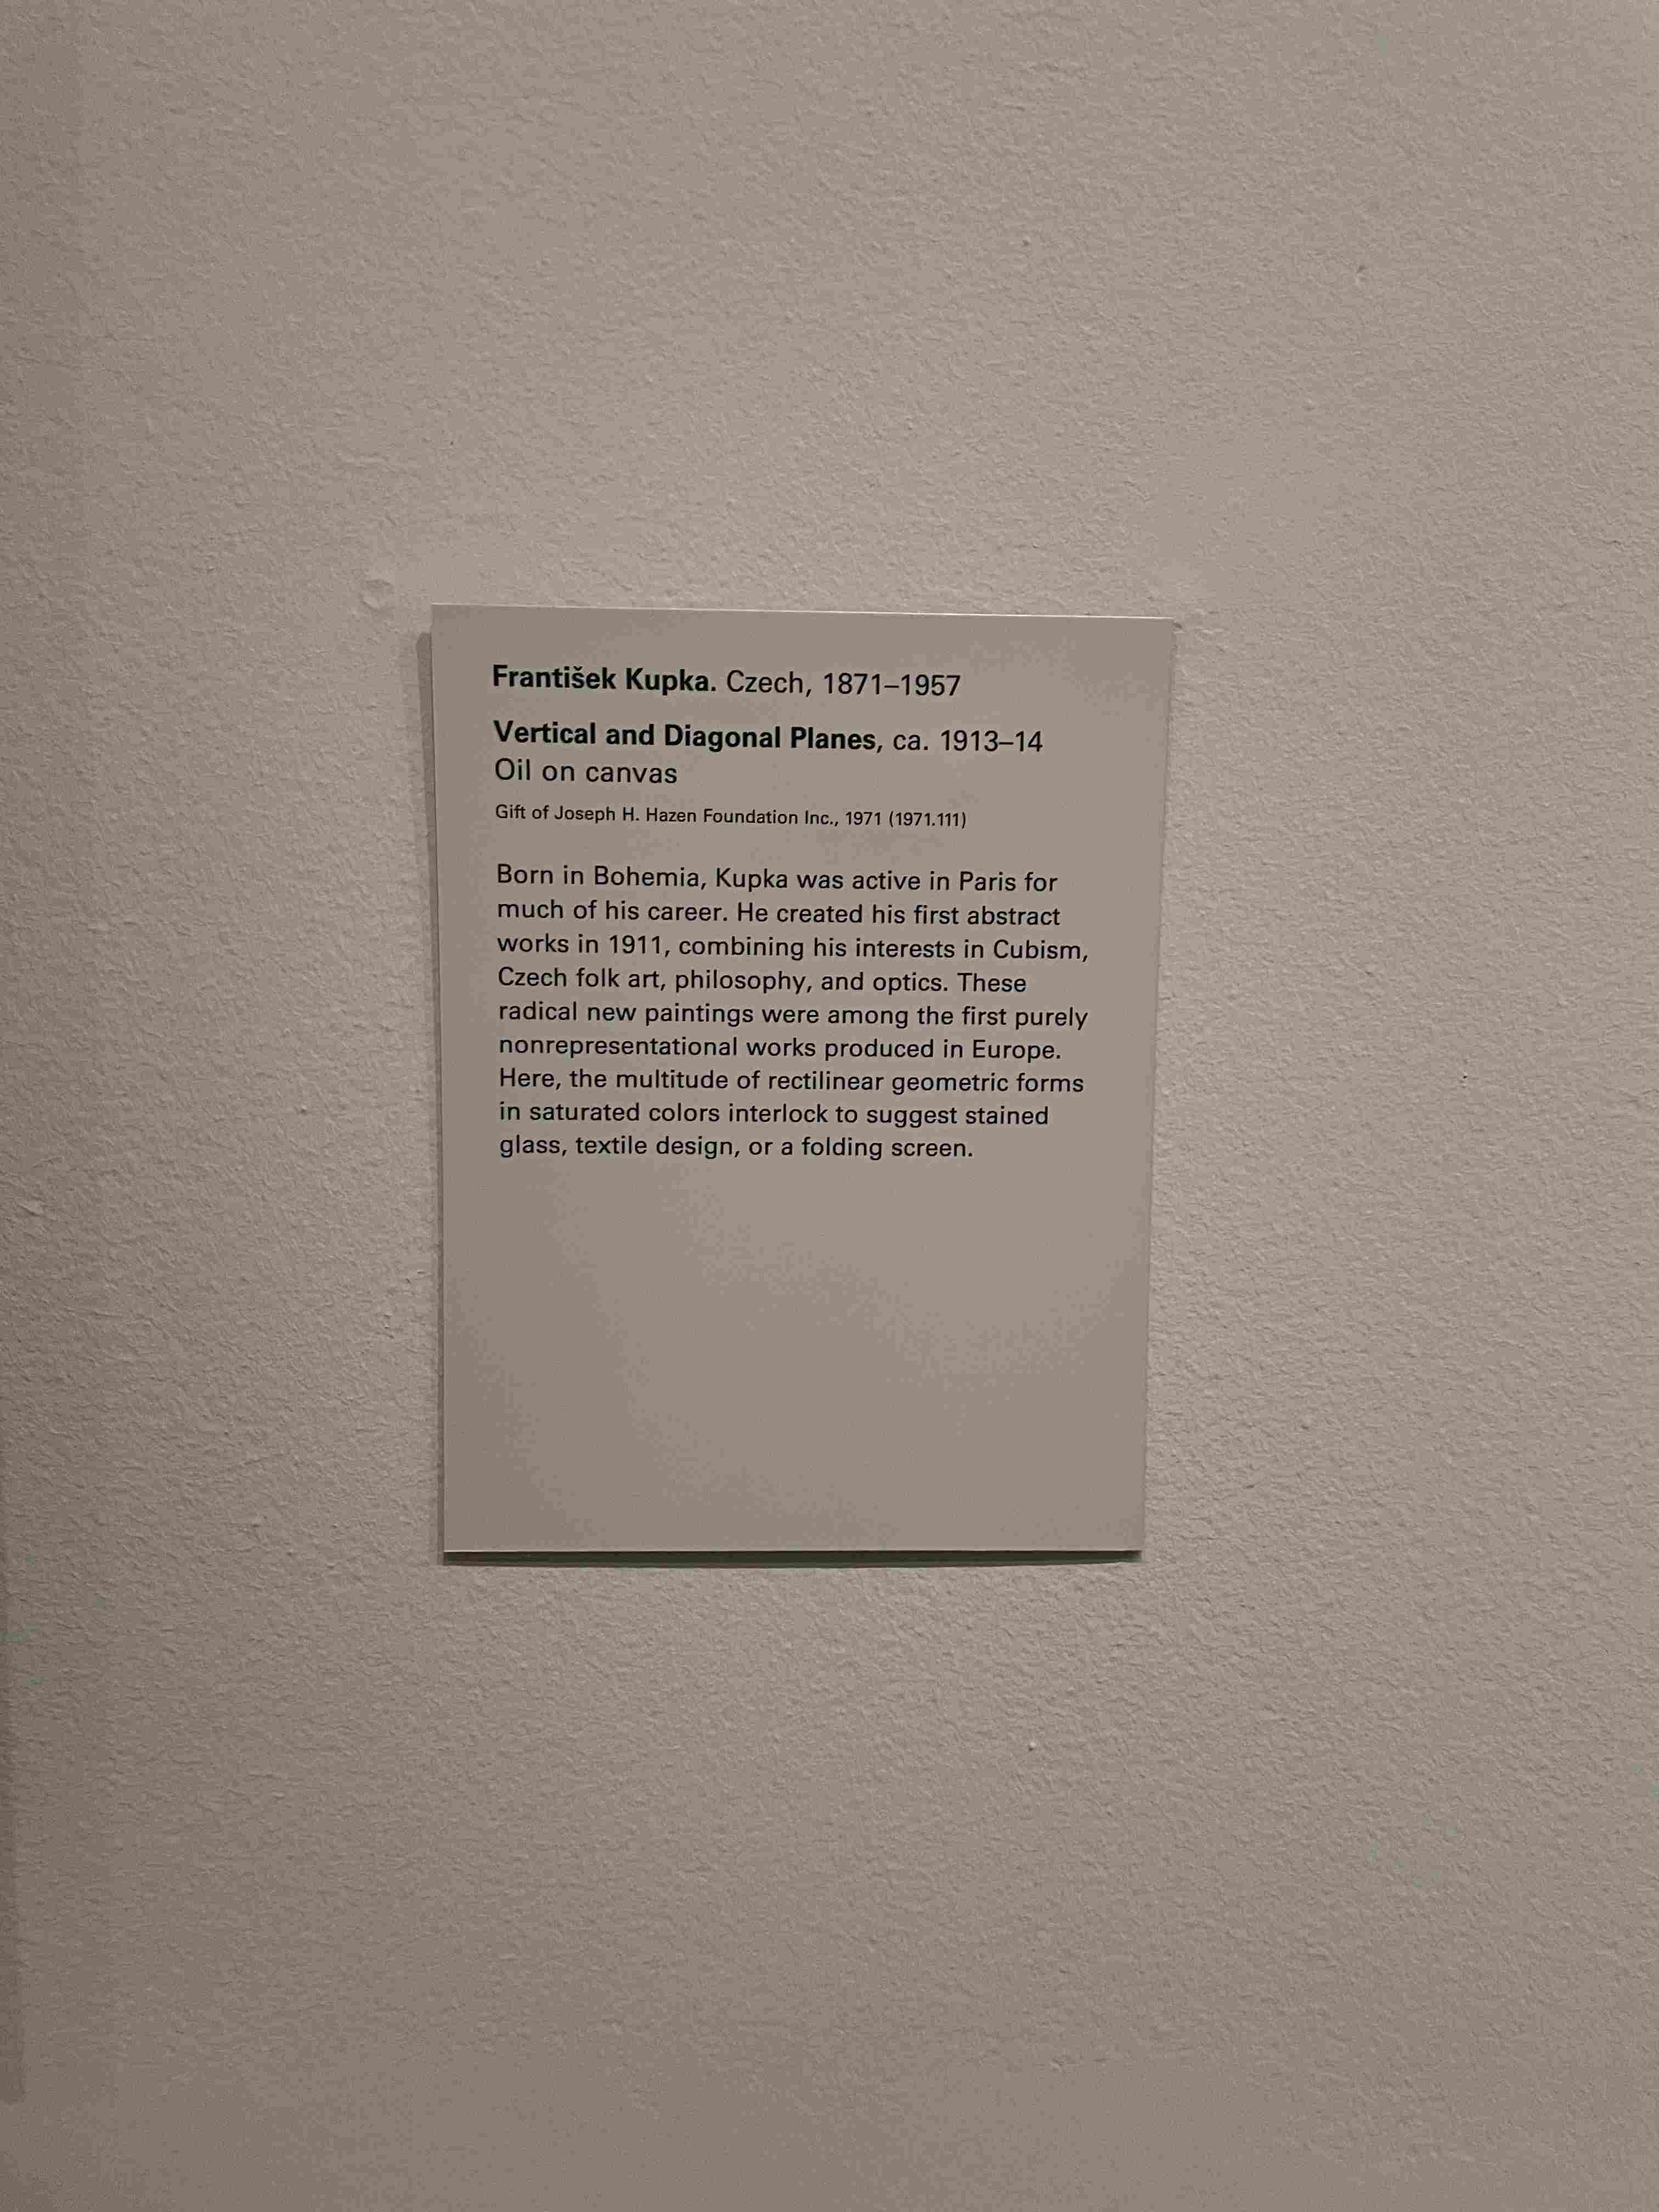 František Kupka. Czech, 1871–1957
Vertical and Diagonal Planes, ca. 1913–14
Oil on canvas
Gift of Joseph H. Hazen Foundation Inc., 1971 (1971.111)
Born in Bohemia, Kupka was active in Paris for
much of his career. He created his first abstract
works in 1911, combining his interests in Cubism,
Czech folk art, philosophy, and optics. These
radical new paintings were among the first purely
nonrepresentational works produced in Europe.
Here, the multitude of rectilinear geometric forms
in saturated colors interlock to suggest stained
glass, textile design, or a folding screen.